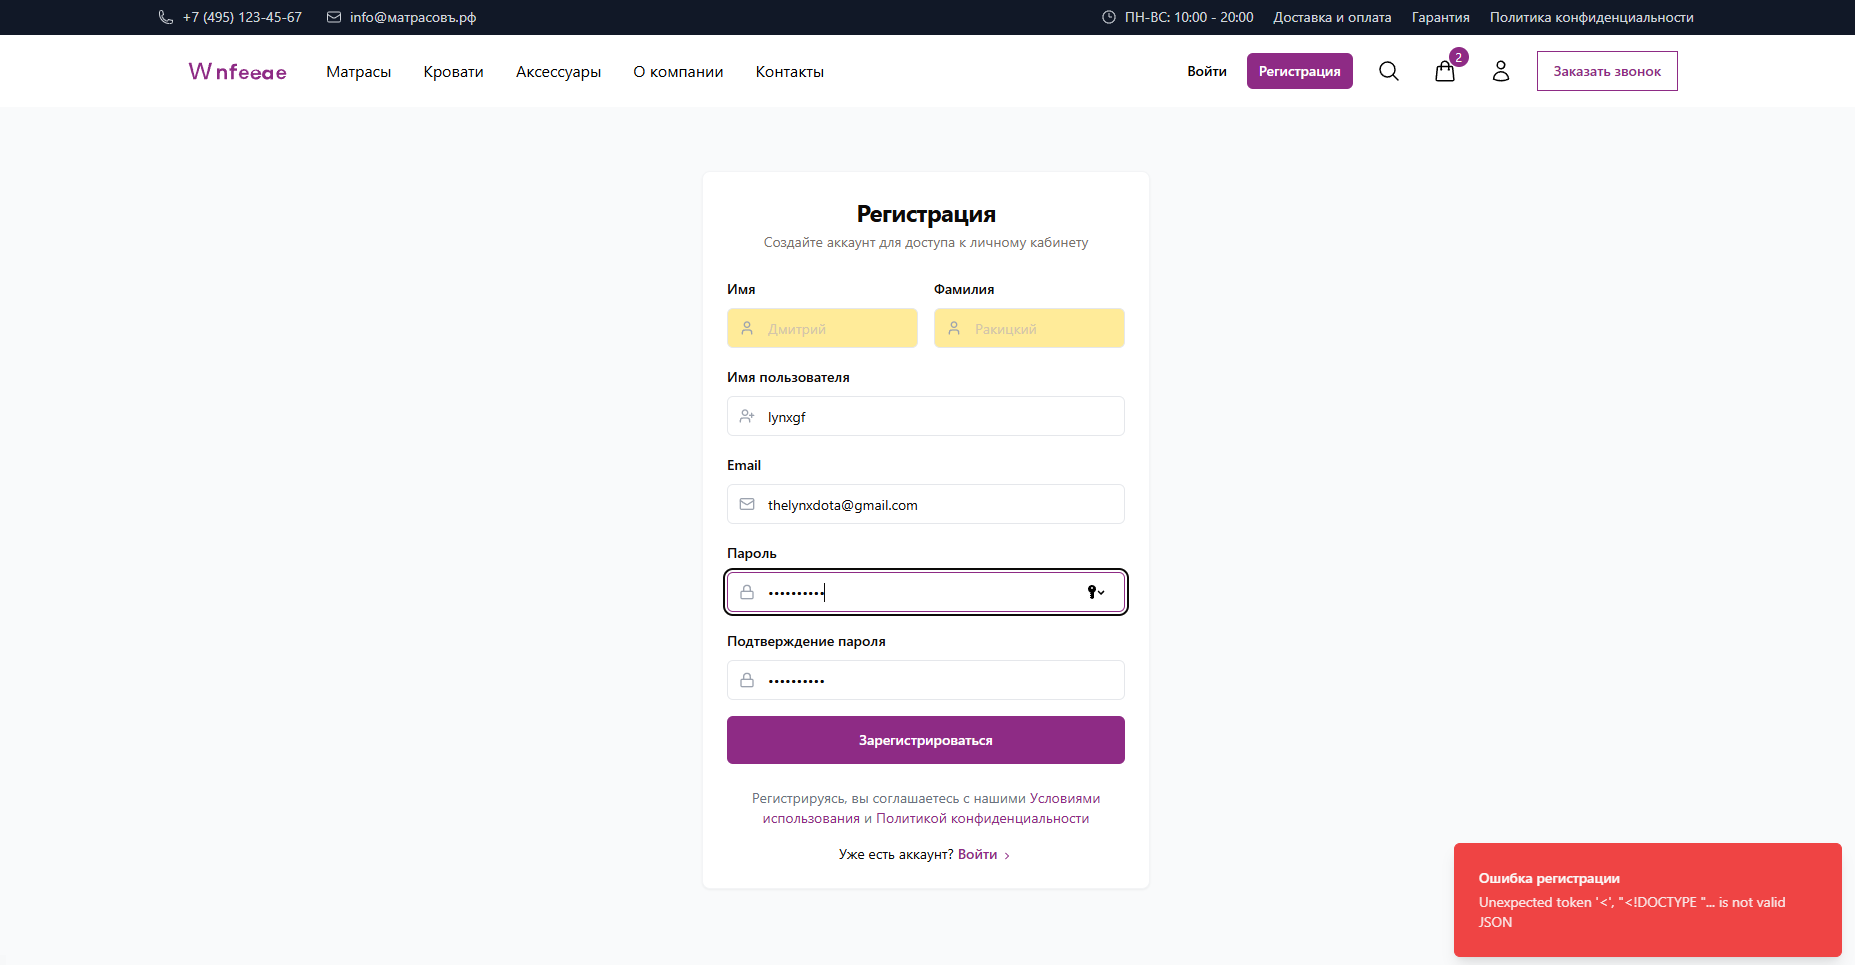 +7 (495) 123-45-67 info@матрасовъ.рф ПН-ВС: 10:00 - 20:00 Доставка и оплата Гарантия Политика конфиденциальности
Wnfeeae Матрасы Кровати Аксессуары О компании Контакты Войти Регистрация 2 Заказать звонок
Регистрация
Создайте аккаунт для доступа к личному кабинету
Имя Фамилия
Дмитрий Ракицкий
Имя пользователя
lynxgf
Email
thelynxdota@gmail.com
Пароль
••••••••••
Подтверждение пароля
••••••••••
Зарегистрироваться
Регистрируясь, вы соглашаетесь с нашими Условиями
использования и Политикой конфиденциальности
Уже есть аккаунт? Войти ›
Ошибка регистрации
Unexpected token '<', "<!DOCTYPE "... is not valid
JSON